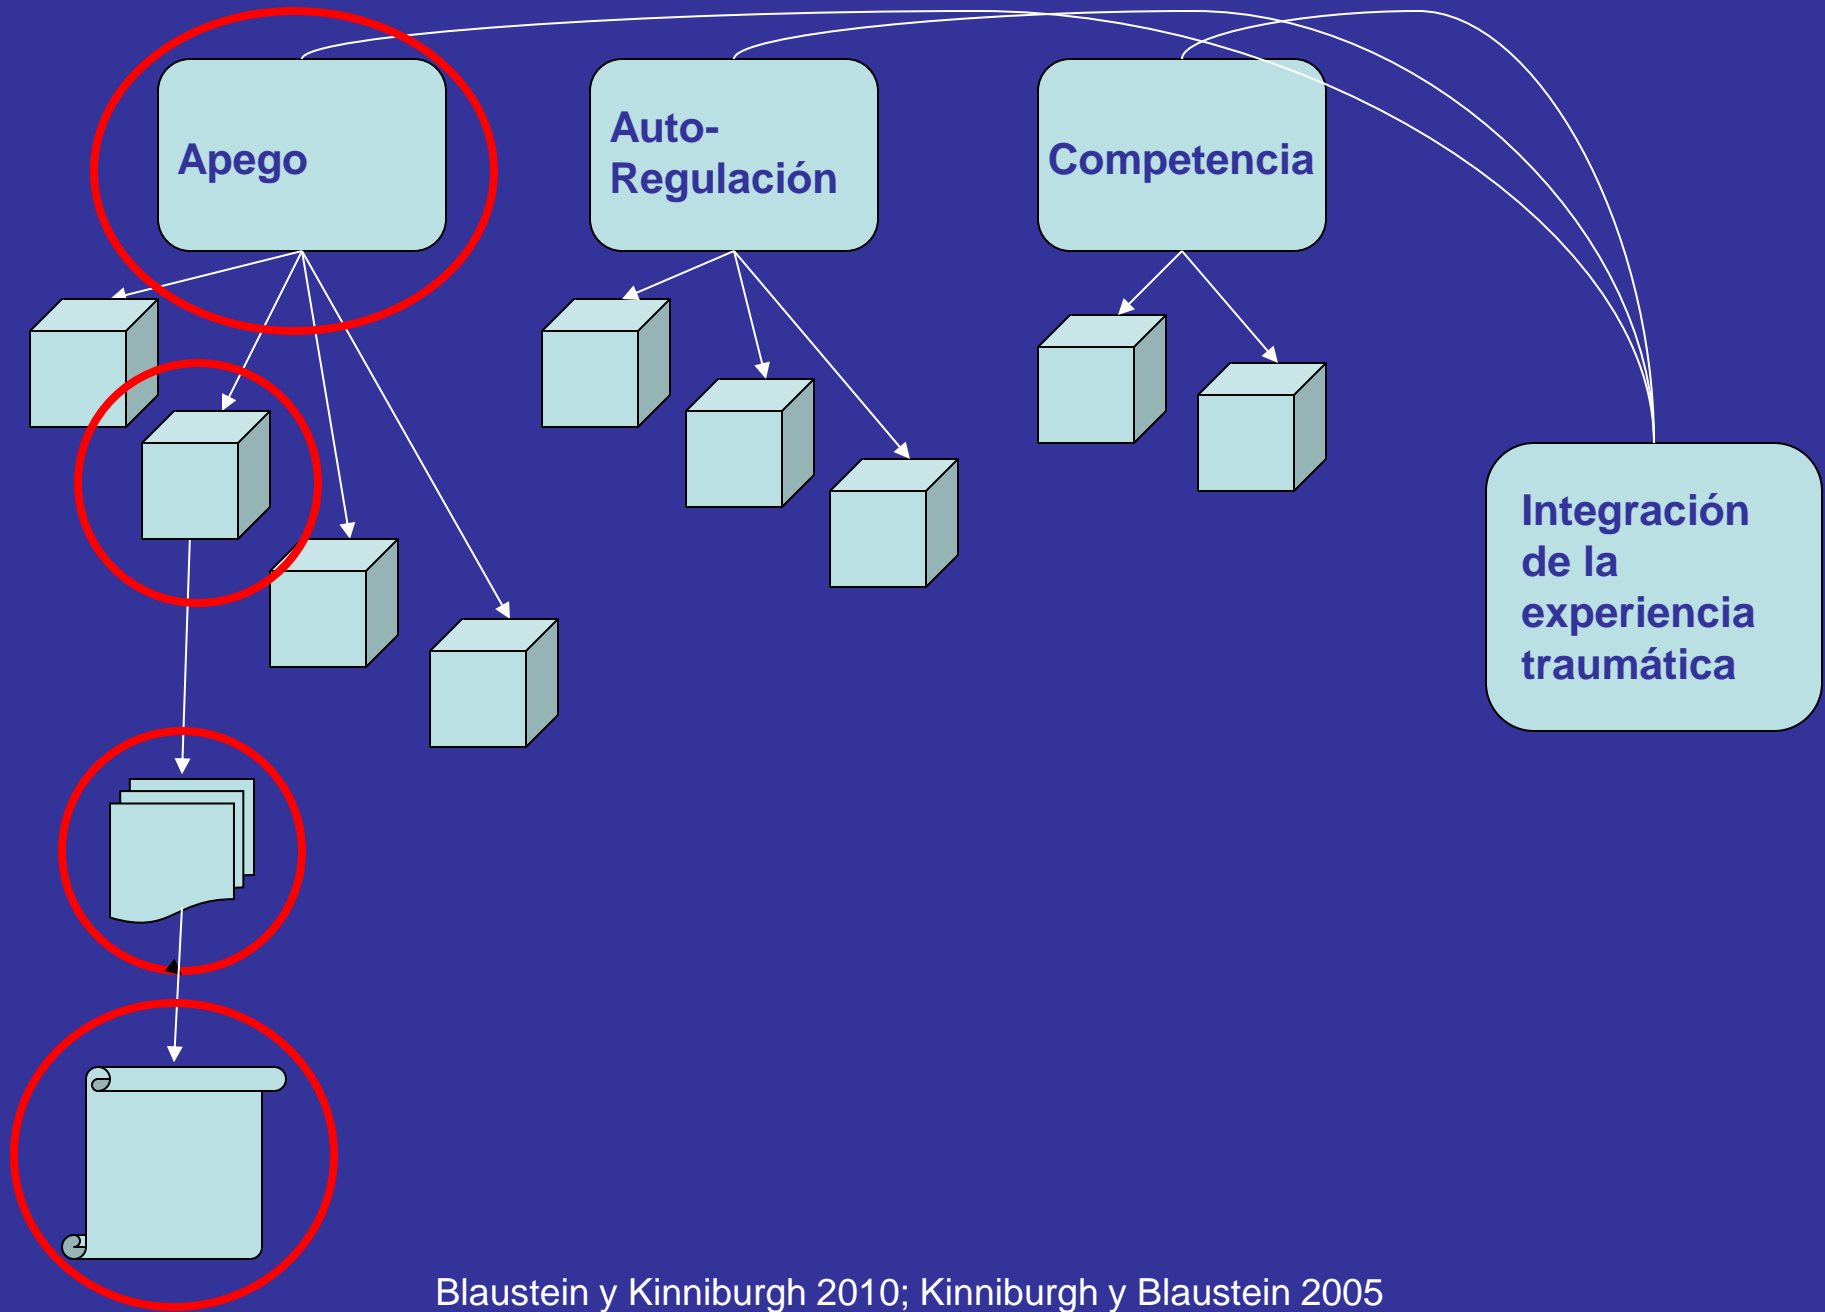 Apego
Auto-
Regulación
Competencia
Integración
de la
experiencia
traumática
Blaustein y Kinniburgh 2010; Kinniburgh y Blaustein 2005